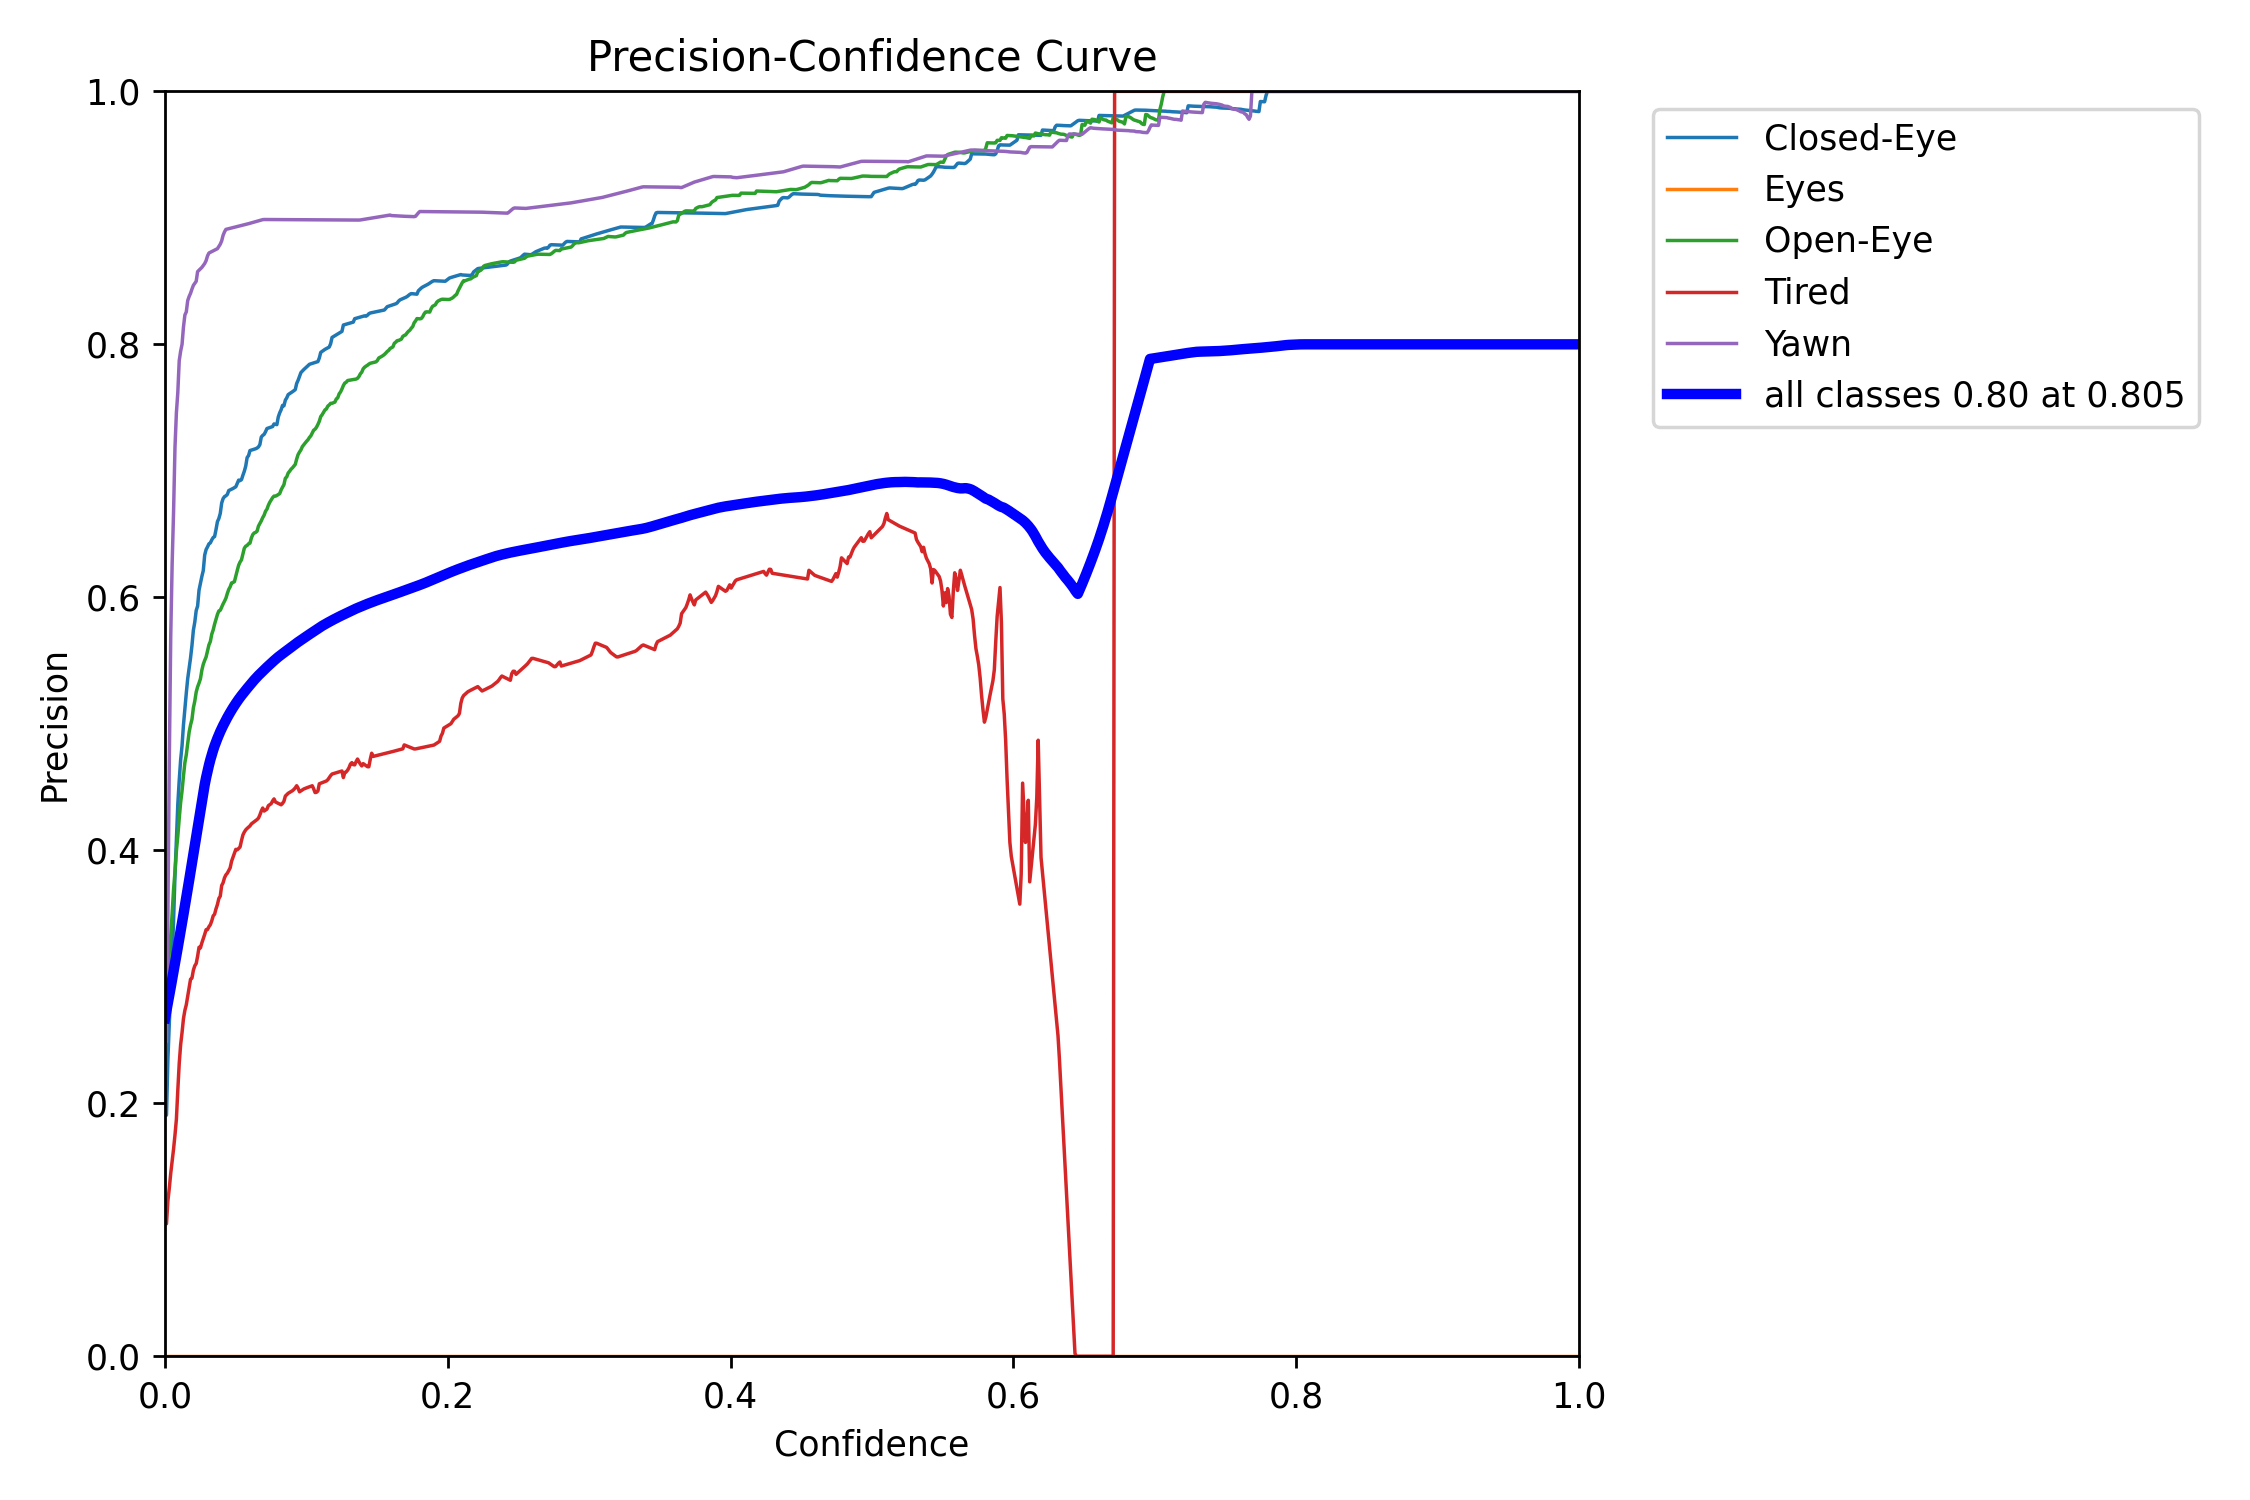 Precision-Confidence Curve
1.0
0.8
0.6
0.4
0.2
0.0
Precision
0.0 0.2 0.4 0.6 0.8 1.0
Confidence
Closed-Eye
Eyes
Open-Eye
Tired
Yawn
all classes 0.80 at 0.805